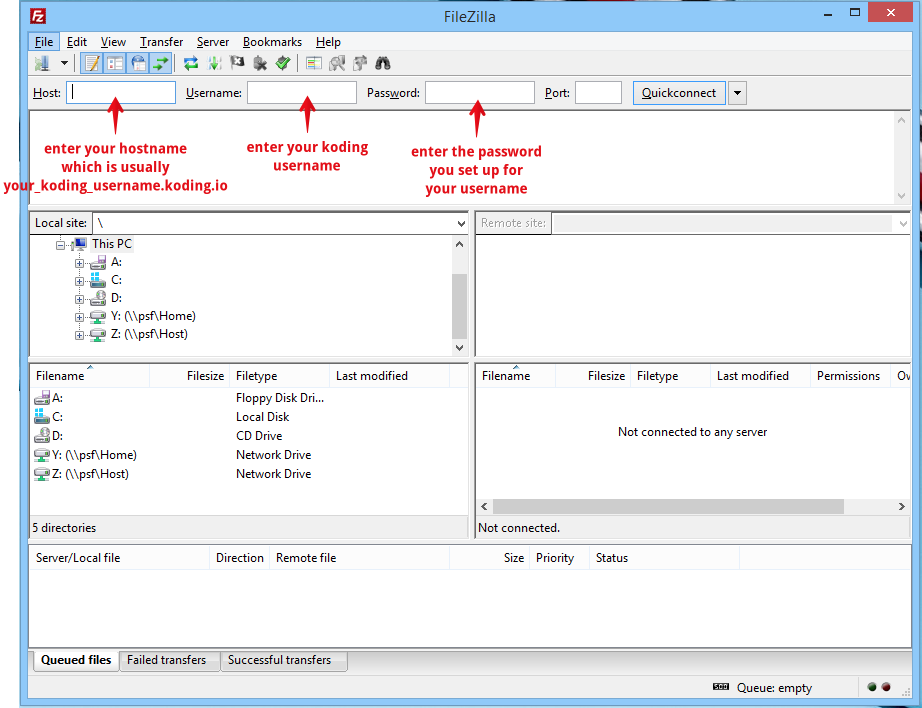 FileZilla
File Edit View Transfer Server Bookmarks Help
Host: Username: Password: Port: Quickconnect
enter your hostname
which is usually
your_koding_username.koding.io
enter your koding
username
enter the password
you set up for
your username
Local site: \
Remote site:
This PC
A:
C:
D:
Y: (\\psf\Home)
Z: (\\psf\Host)
Filename Filesize Filetype Last modified
A: Floppy Disk Dri...
C: Local Disk
D: CD Drive
Y: (\\psf\Home) Network Drive
Z: (\\psf\Host) Network Drive
5 directories
Filename Filesize Filetype Last modified Permissions Ow
Not connected to any server
Not connected.
Server/Local file Direction Remote file Size Priority Status
Queued files Failed transfers Successful transfers
Queue: empty